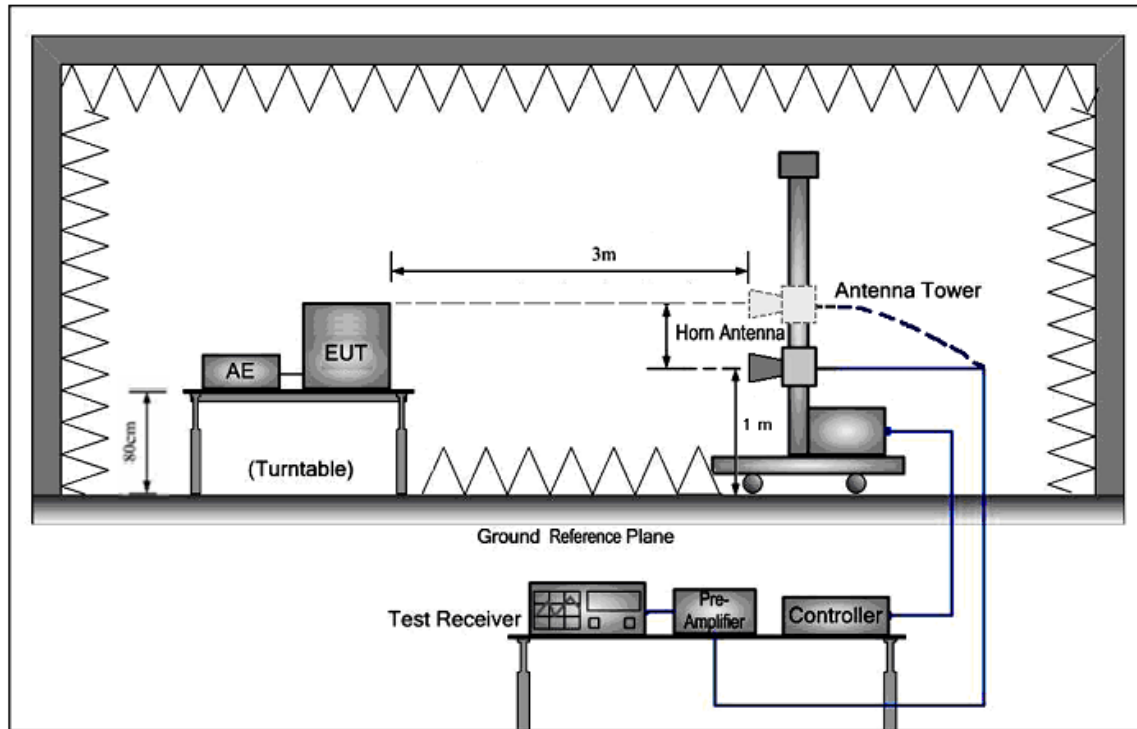 3m
Antenna Tower
Horn Antenna
EUT
AE
1 m
80cm
(Turntable)
Ground Reference Plane
Test Receiver
Pre-
Amplifier
Controller